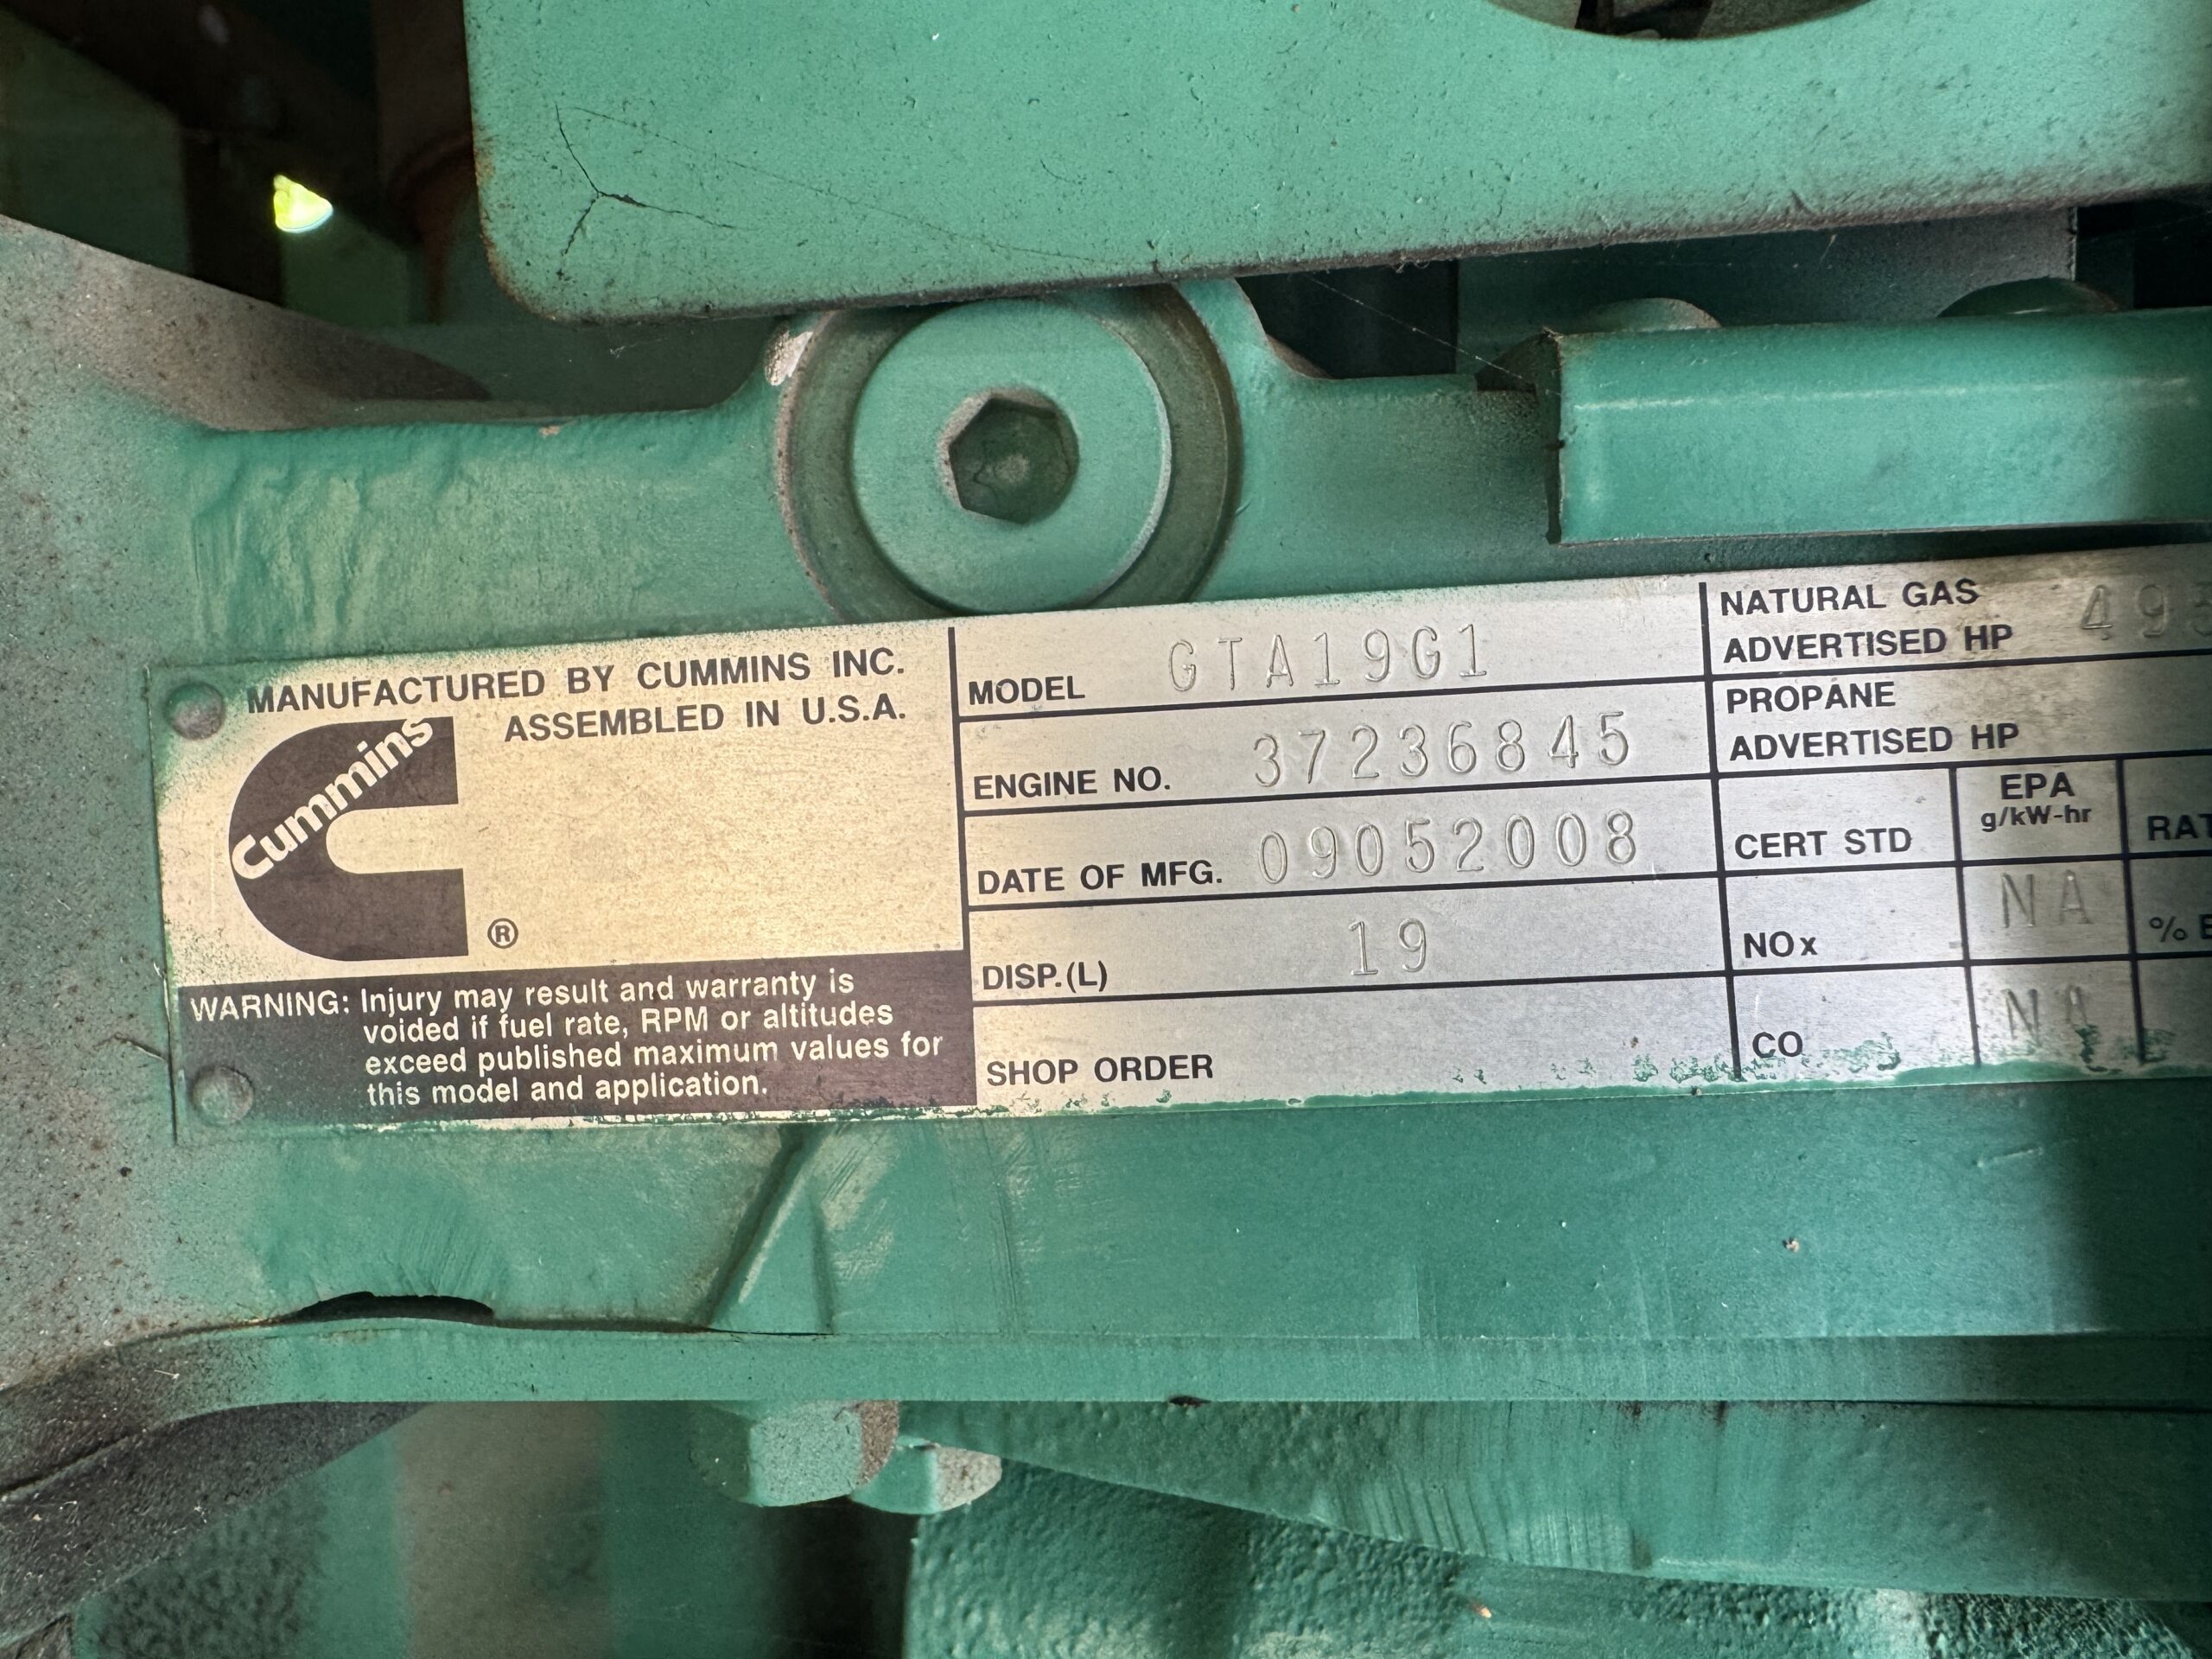 MANUFACTURED BY CUMMINS INC.
ASSEMBLED IN U.S.A.
Cummins
®
WARNING: Injury may result and warranty is
voided if fuel rate, RPM or altitudes
exceed published maximum values for
this model and application.
MODEL GTA19G1
ENGINE NO. 37236845
DATE OF MFG. 09052008
DISP.(L) 19
SHOP ORDER
NATURAL GAS
ADVERTISED HP
PROPANE
ADVERTISED HP
CERT STD
EPA
g/kW-hr
NOx NA
%
CO NA